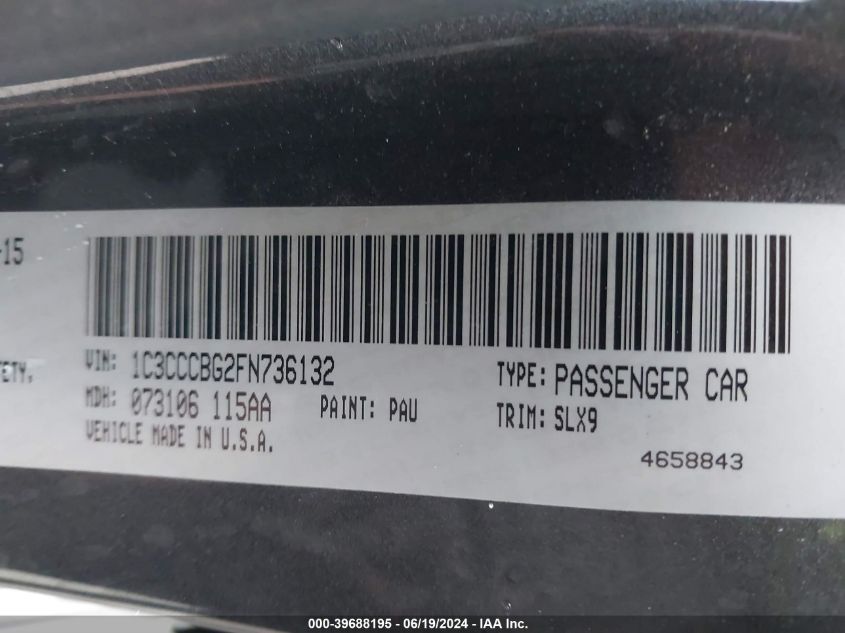 -15
ETY.
VIN: 1C3CCCBG2FN736132
TYPE: PASSENGER CAR
MDH: 073106 115AA
PAINT: PAU
TRIM: SLX9
VEHICLE MADE IN U.S.A.
4658843
000-39688195 - 06/19/2024 - IAA Inc.